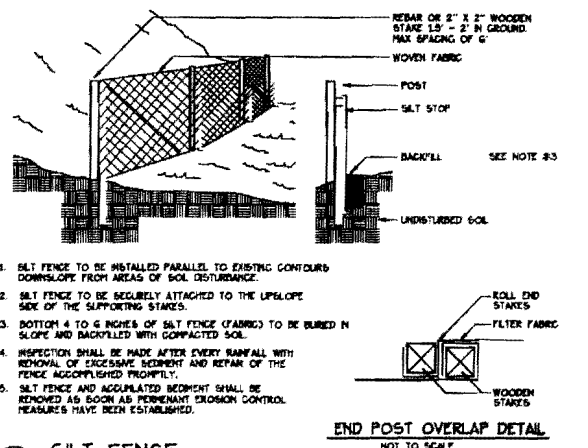 REBAR OR 2" X 2" WOODEN
STAKE 1.5' - 2' IN GROUND.
MAX SPACING OF 6'
WOVEN FABRIC
POST
SILT STOP
BACKFILL SEE NOTE #3
UNDISTURBED SOIL
1. SILT FENCE TO BE INSTALLED PARALLEL TO EXISTING CONTOURS
DOWNSLOPE FROM AREAS OF SOIL DISTURBANCE.
2. SILT FENCE TO BE SECURELY ATTACHED TO THE UPSLOPE
SIDE OF THE SUPPORTING STAKES.
3. BOTTOM 4 TO 6 INCHES OF SILT FENCE (FABRIC) TO BE BURIED IN
SLOPE AND BACKFILLED WITH COMPACTED SOIL.
4. INSPECTION SHALL BE MADE AFTER EVERY RAINFALL WITH
REMOVAL OF EXCESSIVE SEDIMENT AND REPAIR OF THE
FENCE ACCOMPLISHED PROMPTLY.
5. SILT FENCE AND ACCUMLATED SEDIMENT SHALL BE
REMOVED AS SOON AS PERMENANT EROSION CONTROL
MEASURES HAVE BEEN ESTABLISHED.
ROLL END
STAKES
FILTER FABRIC
WOODEN
STAKES
END POST OVERLAP DETAIL
NOT TO SCALE
SILT FENCE